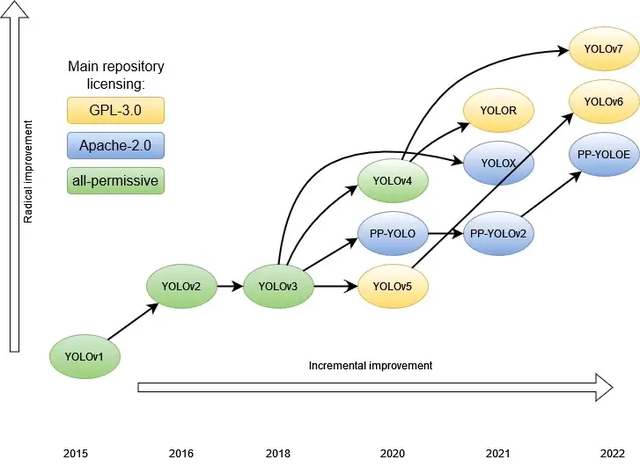 Main repository
licensing:
GPL-3.0
Apache-2.0
all-permissive
Radical improvement
YOLOv7
YOLOv6
YOLOR
YOLOX
PP-YOLOE
YOLOv4
PP-YOLO
PP-YOLOv2
YOLOv2
YOLOv3
YOLOv5
YOLOv1
Incremental improvement
2015
2016
2018
2020
2021
2022